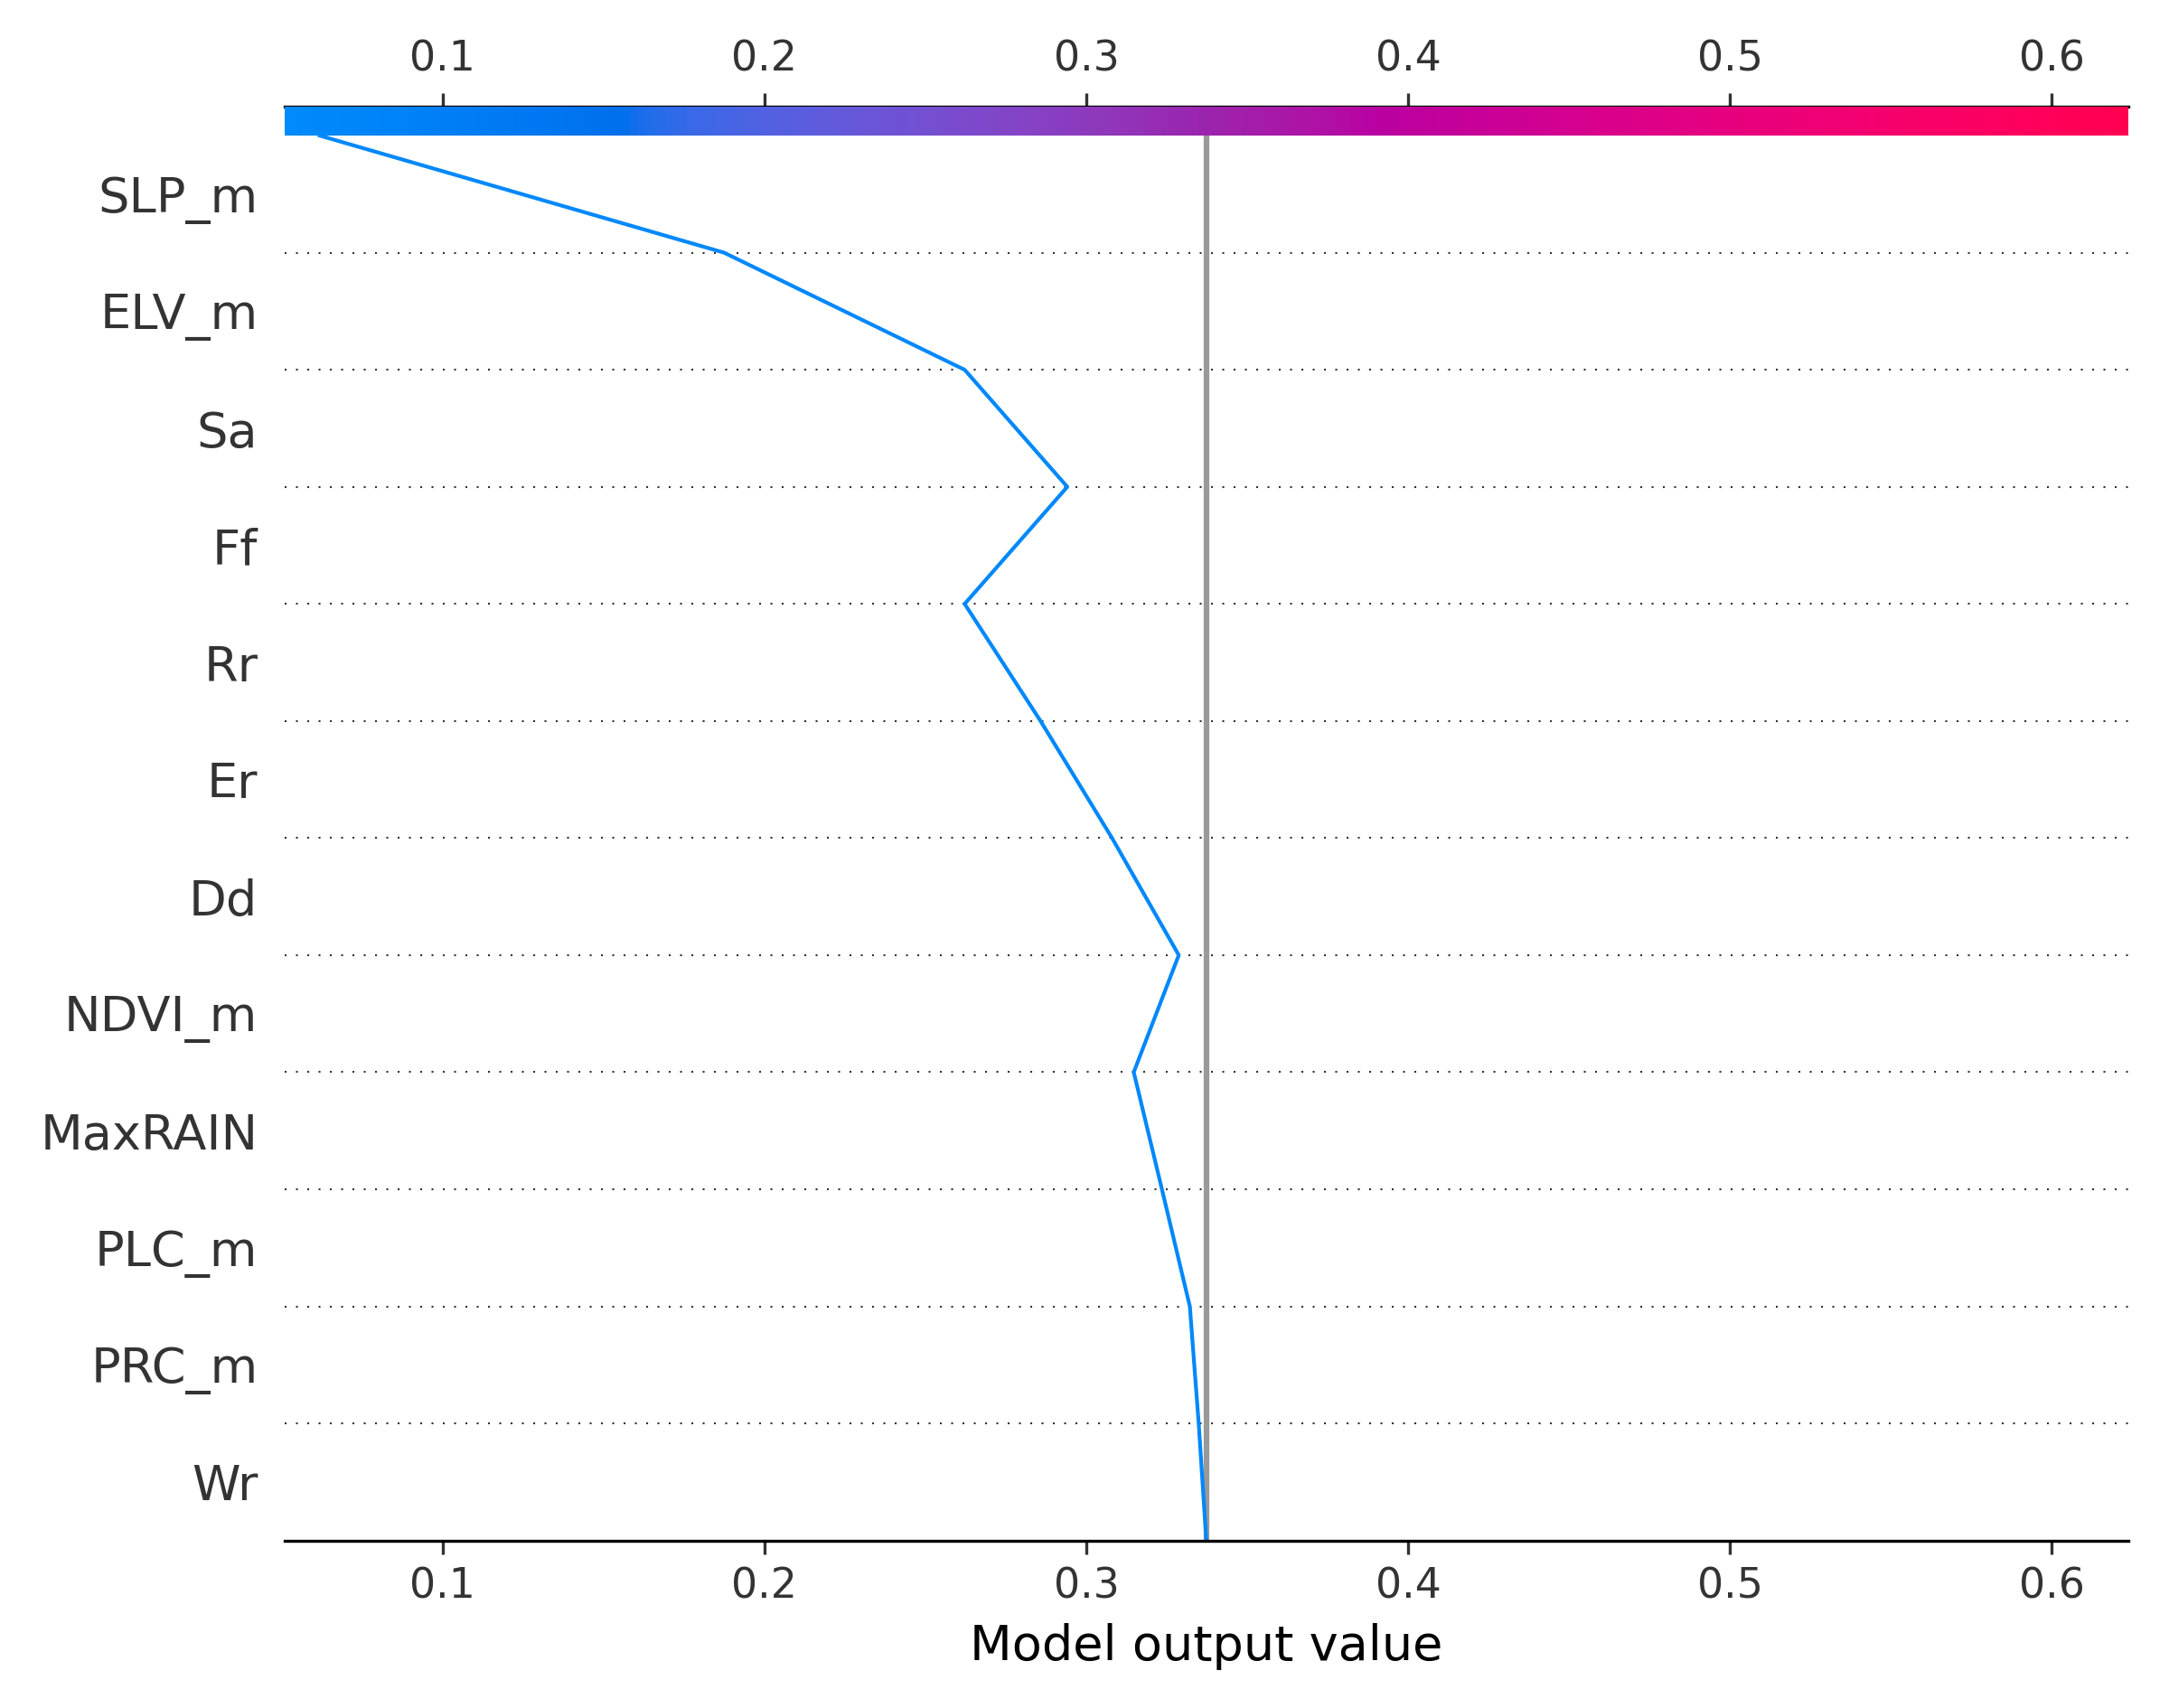 0.1 0.2 0.3 0.4 0.5 0.6
SLP_m
ELV_m
Sa
Ff
Rr
Er
Dd
NDVI_m
MaxRAIN
PLC_m
PRC_m
Wr
0.1 0.2 0.3 0.4 0.5 0.6
Model output value